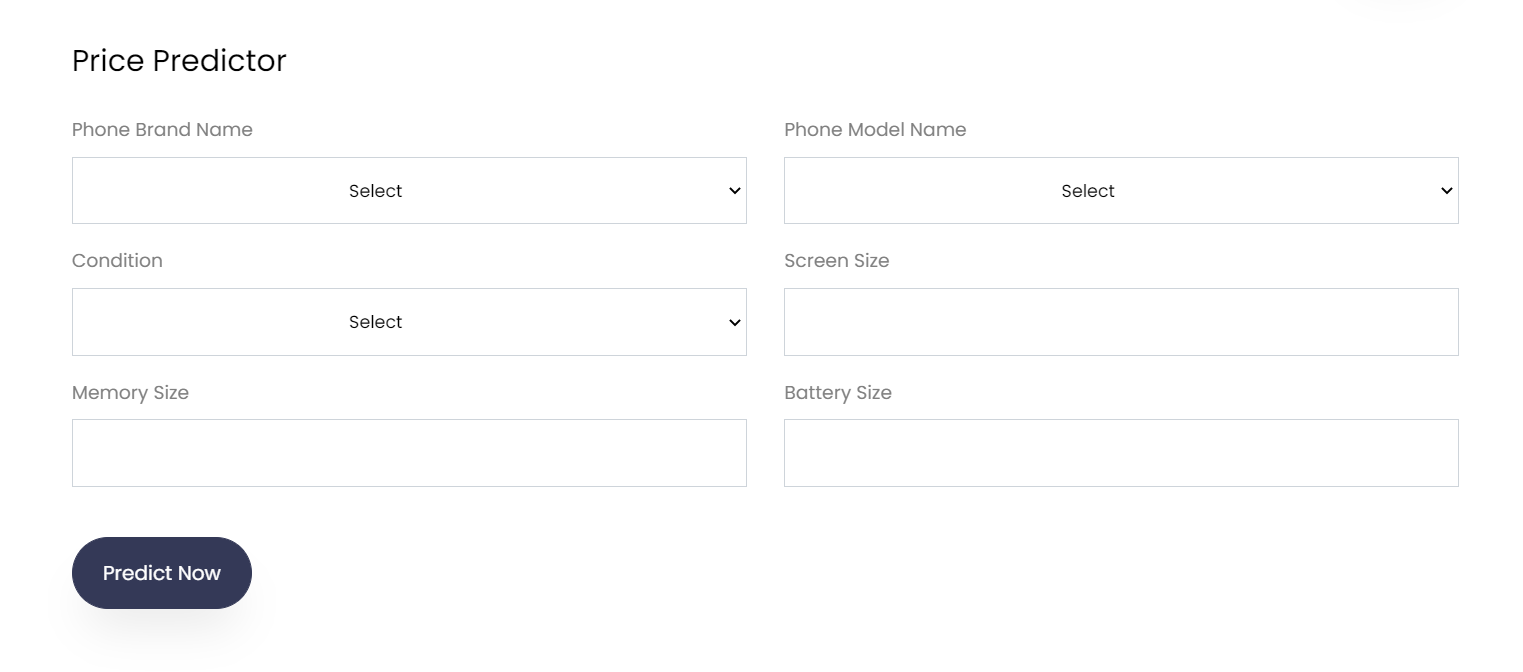 Price Predictor
Phone Brand Name
Phone Model Name
Select
Select
Condition
Screen Size
Select
Memory Size
Battery Size
Predict Now